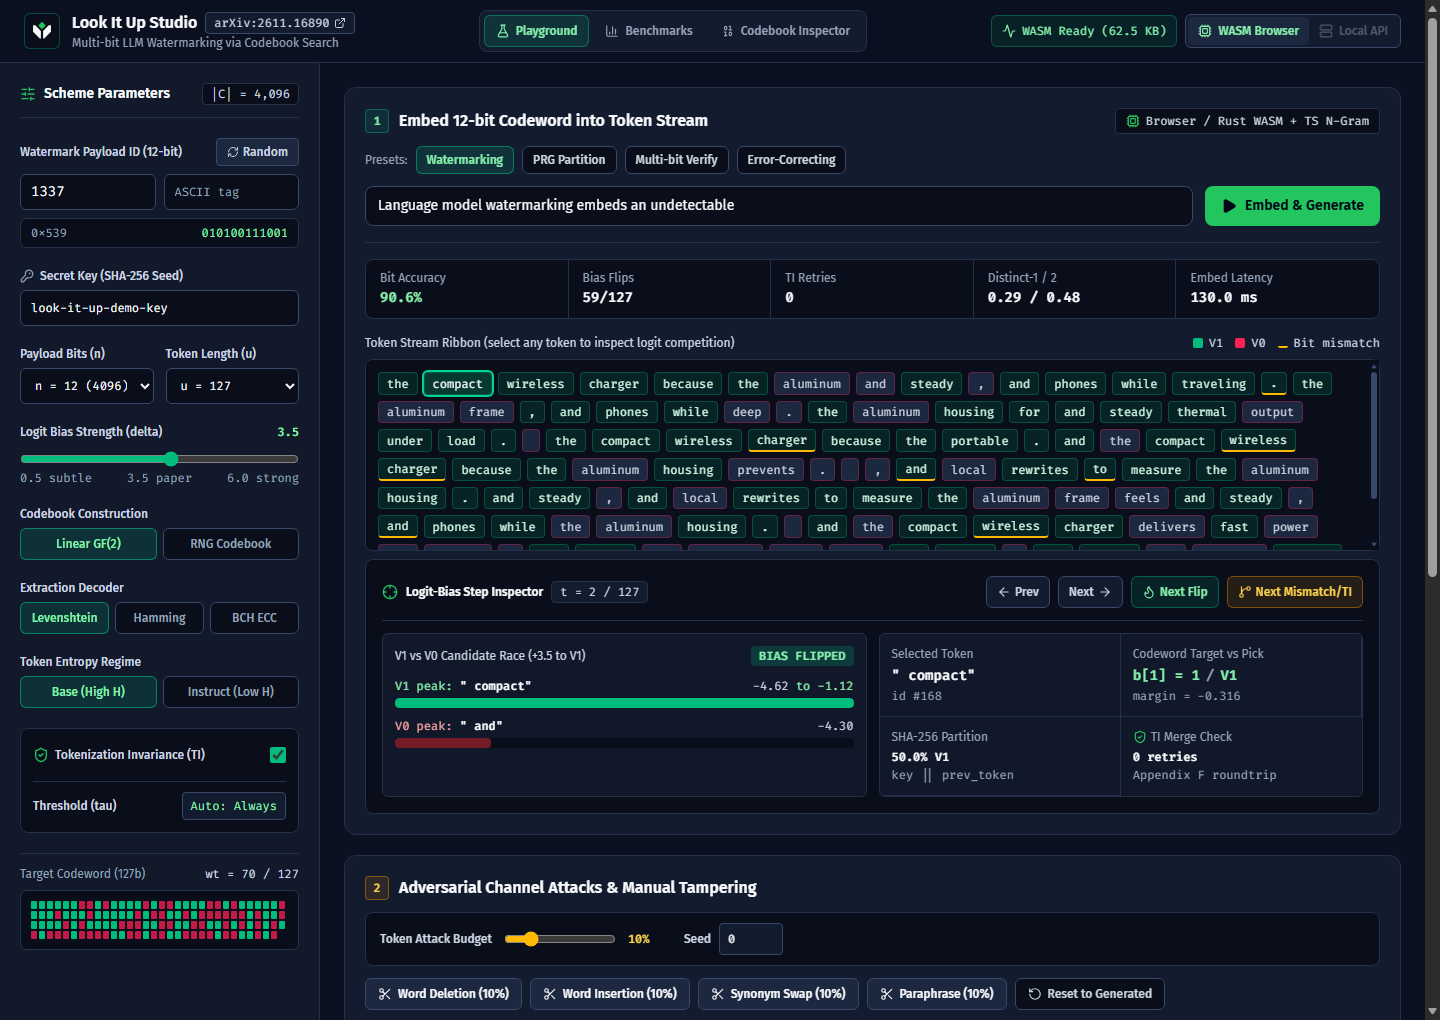 Look It Up Studio
arXiv:2611.16890
Multi-bit LLM Watermarking via Codebook Search
Playground
Benchmarks
Codebook Inspector
WASM Ready (62.5 KB)
WASM Browser
Local API
Scheme Parameters
|C| = 4,096
Watermark Payload ID (12-bit)
Random
1337
ASCII tag
0×539
010100111001
Secret Key (SHA-256 Seed)
look-it-up-demo-key
Payload Bits (n)
Token Length (u)
n = 12 (4096)
u = 127
Logit Bias Strength (delta)
3.5
0.5 subtle
3.5 paper
6.0 strong
Codebook Construction
Linear GF(2)
RNG Codebook
Extraction Decoder
Levenshtein
Hamming
BCH ECC
Token Entropy Regime
Base (High H)
Instruct (Low H)
Tokenization Invariance (TI)
Threshold (tau)
Auto: Always
Target Codeword (127b)
wt = 70 / 127
1
Embed 12-bit Codeword into Token Stream
Browser / Rust WASM + TS N-Gram
Presets:
Watermarking
PRG Partition
Multi-bit Verify
Error-Correcting
Language model watermarking embeds an undetectable
Embed & Generate
Bit Accuracy
90.6%
Bias Flips
59/127
TI Retries
0
Distinct-1 / 2
0.29 / 0.48
Embed Latency
130.0 ms
Token Stream Ribbon (select any token to inspect logit competition)
V1
V0
Bit mismatch
the compact wireless charger because the aluminum and steady , and phones while traveling . the
aluminum frame , and phones while deep . the aluminum housing for and steady thermal output
under load . the compact wireless charger because the portable . and the compact wireless
charger because the aluminum housing prevents . , and local rewrites to measure the aluminum
housing . and steady , and local rewrites to measure the aluminum frame feels and steady ,
and phones while the aluminum housing . and the compact wireless charger delivers fast power
Logit-Bias Step Inspector
t = 2 / 127
Prev
Next
Next Flip
Next Mismatch/TI
V1 vs V0 Candidate Race (+3.5 to V1)
BIAS FLIPPED
V1 peak: " compact"
-4.62 to -1.12
V0 peak: " and"
-4.30
Selected Token
" compact"
id #168
Codeword Target vs Pick
b[1] = 1 / V1
margin = -0.316
SHA-256 Partition
50.0% V1
key || prev_token
TI Merge Check
0 retries
Appendix F roundtrip
2
Adversarial Channel Attacks & Manual Tampering
Token Attack Budget
10%
Seed
0
Word Deletion (10%)
Word Insertion (10%)
Synonym Swap (10%)
Paraphrase (10%)
Reset to Generated